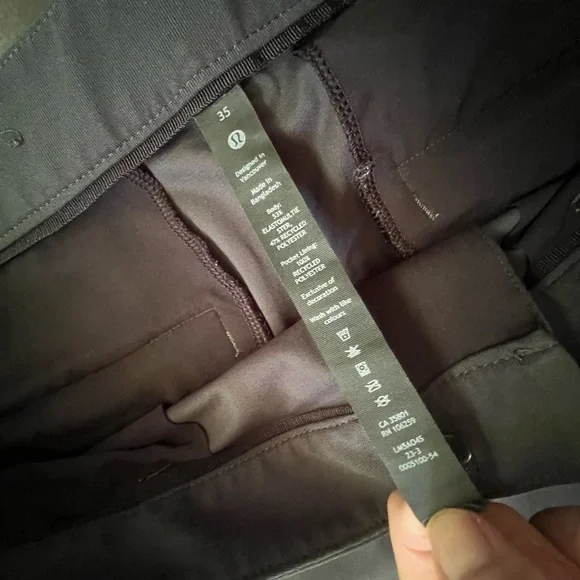 35
Designed in
Vancouver
Made in
Bangladesh
Body:
53%
ELASTOMULTIE
STER,
47% RECYCLED
POLYESTER
Pocket Lining:
100%
RECYCLED
POLYESTER
Exclusive of
decoration
Wash with like
colours
CA 35801
RN 106259
LM5AD4S
23-3
0005100-54